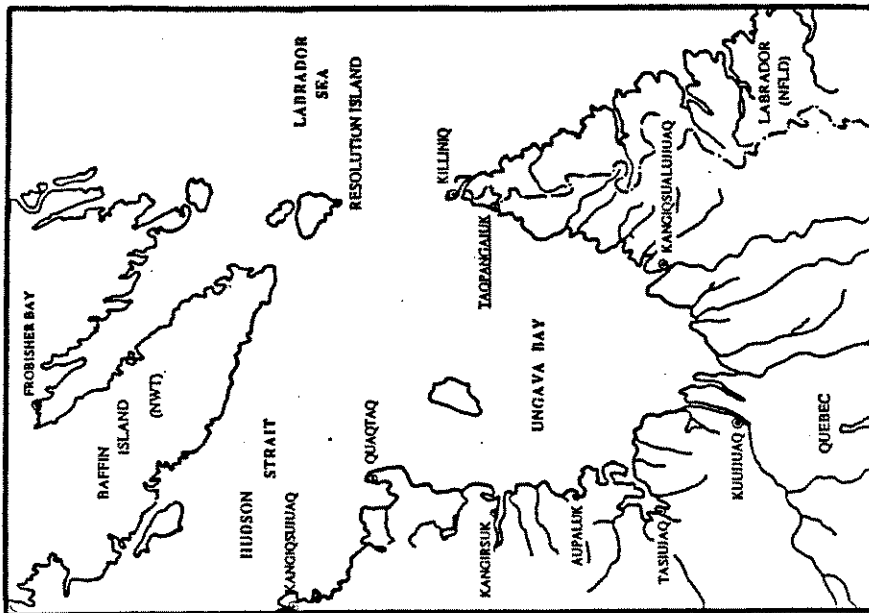 FROBISHER BAY
BAFFIN
ISLAND
(NWT)
LABRADOR
SEA
RESOLUTION ISLAND
HUDSON
STRAIT
KANGIQSUJUAQ
QUAQTAQ
KILLINIQ
TAQPANGAJUK
UNGAVA BAY
KANGIRSUK
AUPALUK
TASIUJAQ
KANGIQSUALUJJUAQ
LABRADOR
(NFLD)
KUUJJUAQ
QUEBEC